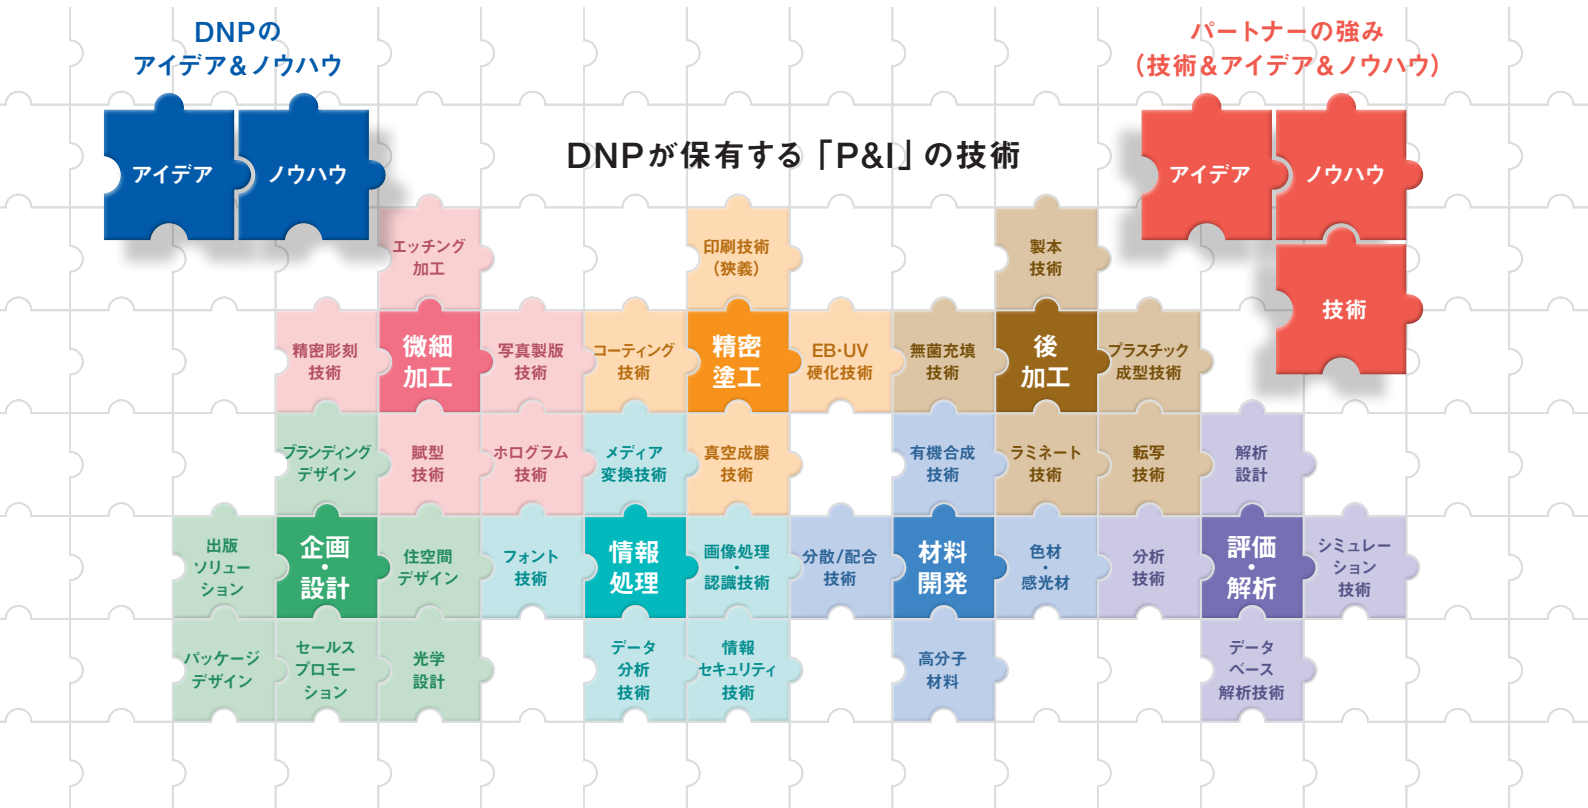 DNPの
アイデア＆ノウハウ
パートナーの強み
（技術＆アイデア＆ノウハウ）
アイデア
ノウハウ
DNPが保有する「P&I」の技術
アイデア
ノウハウ
技術
エッチング
加工
印刷技術
（狭義）
製本
技術
精密彫刻
技術
微細
加工
写真製版
技術
コーティング
技術
精密
塗工
EB・UV
硬化技術
無菌充填
技術
後
加工
プラスチック
成型技術
ブランディング
デザイン
賦型
技術
ホログラム
技術
メディア
変換技術
真空成膜
技術
有機合成
技術
ラミネート
技術
転写
技術
解析
設計
出版
ソリュー
ション
企画
・
設計
住空間
デザイン
フォント
技術
情報
処理
画像処理
・
認識技術
分散/配合
技術
材料
開発
色材
・
感光材
分析
技術
評価
・
解析
シミュレー
ション
技術
パッケージ
デザイン
セールス
プロモー
ション
光学
設計
データ
分析
技術
情報
セキュリティ
技術
高分子
材料
データ
ベース
解析技術